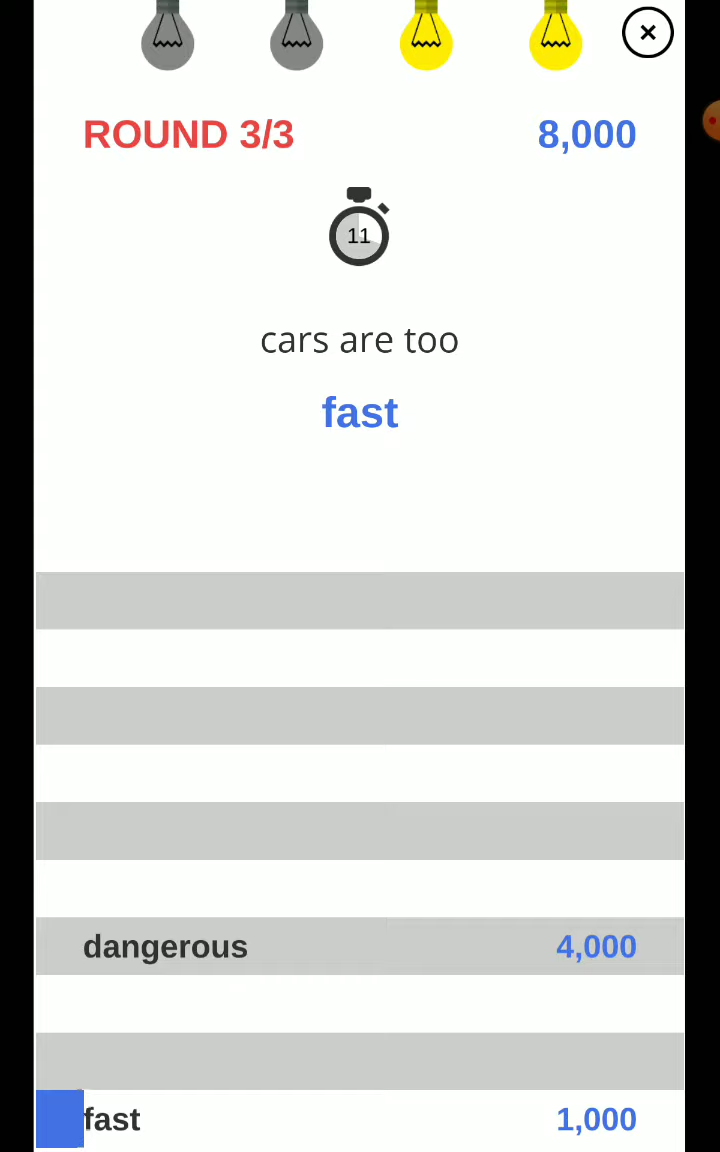 ROUND 3/3 8,000
11
cars are too
fast
dangerous 4,000
fast 1,000